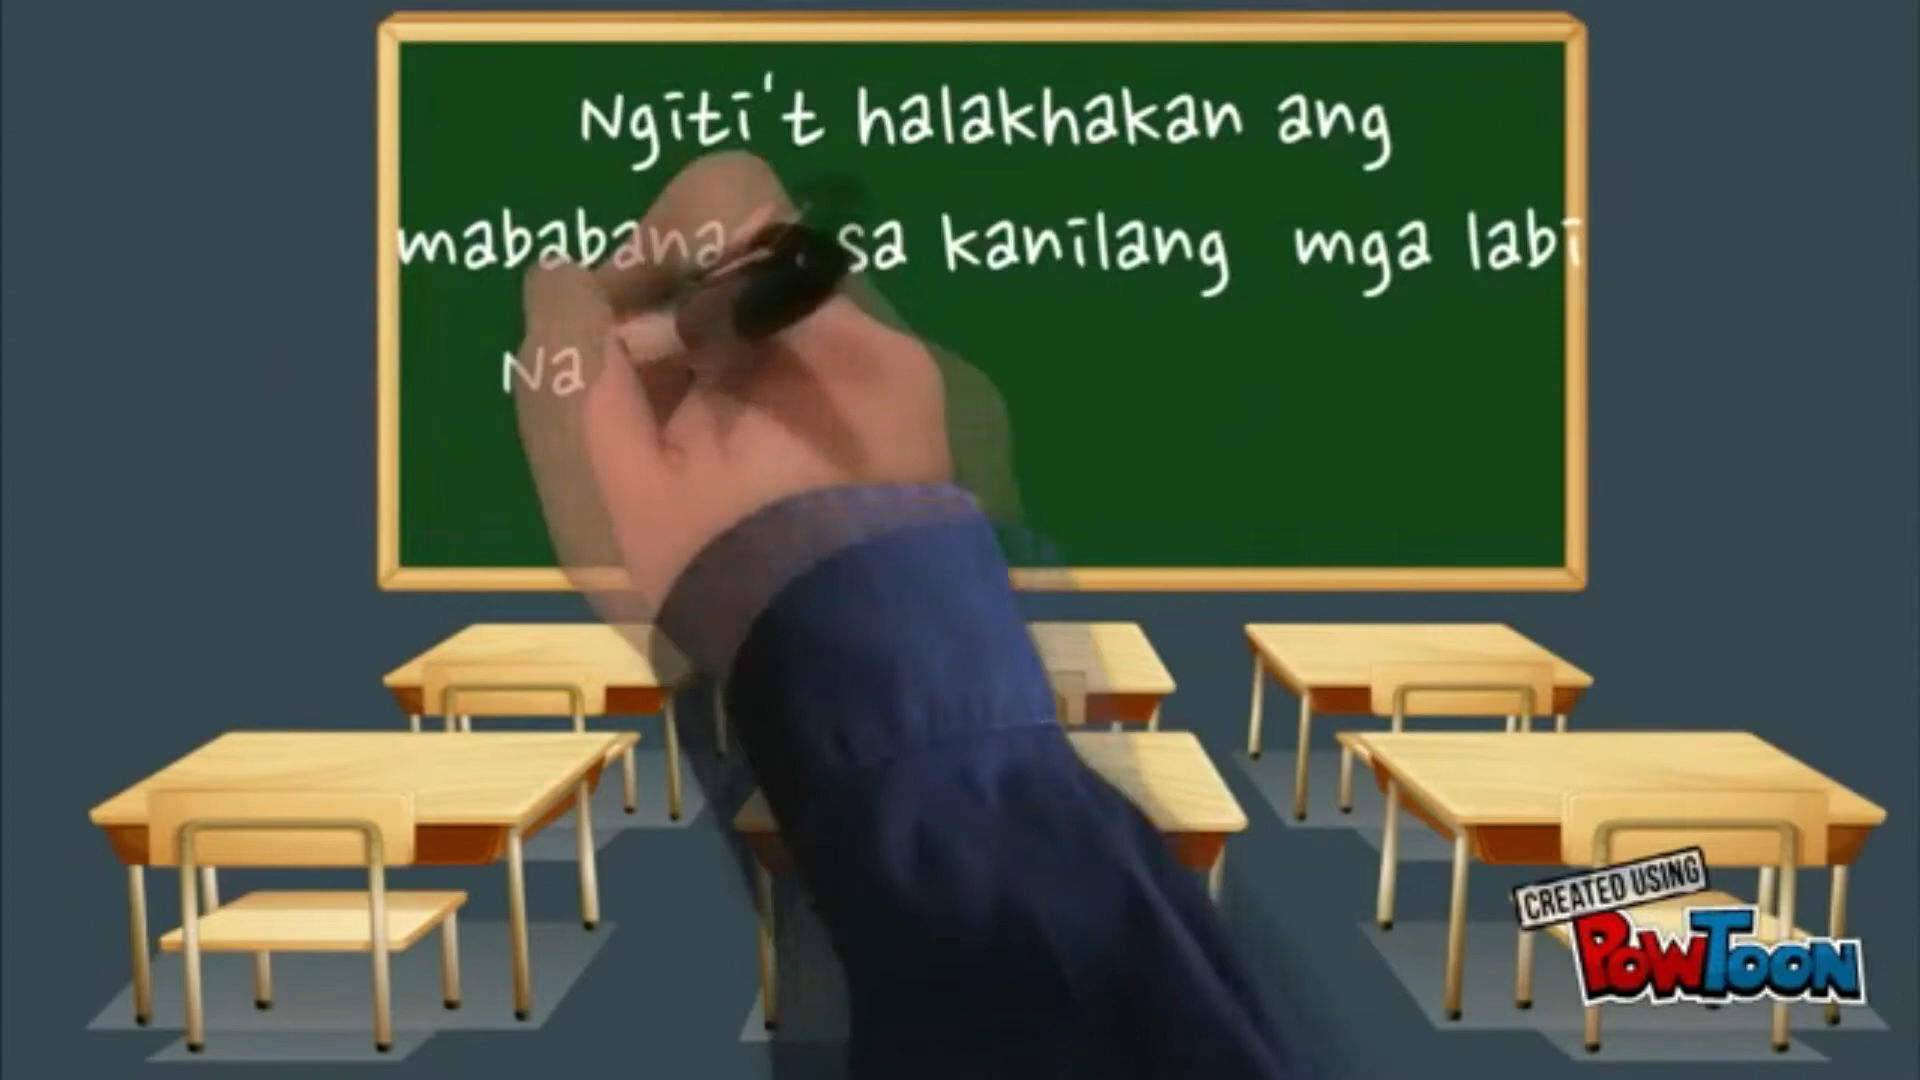 Ngiti't halakhakan ang
sa kanilang mga labi
Na
CREATED USING
POWTOON